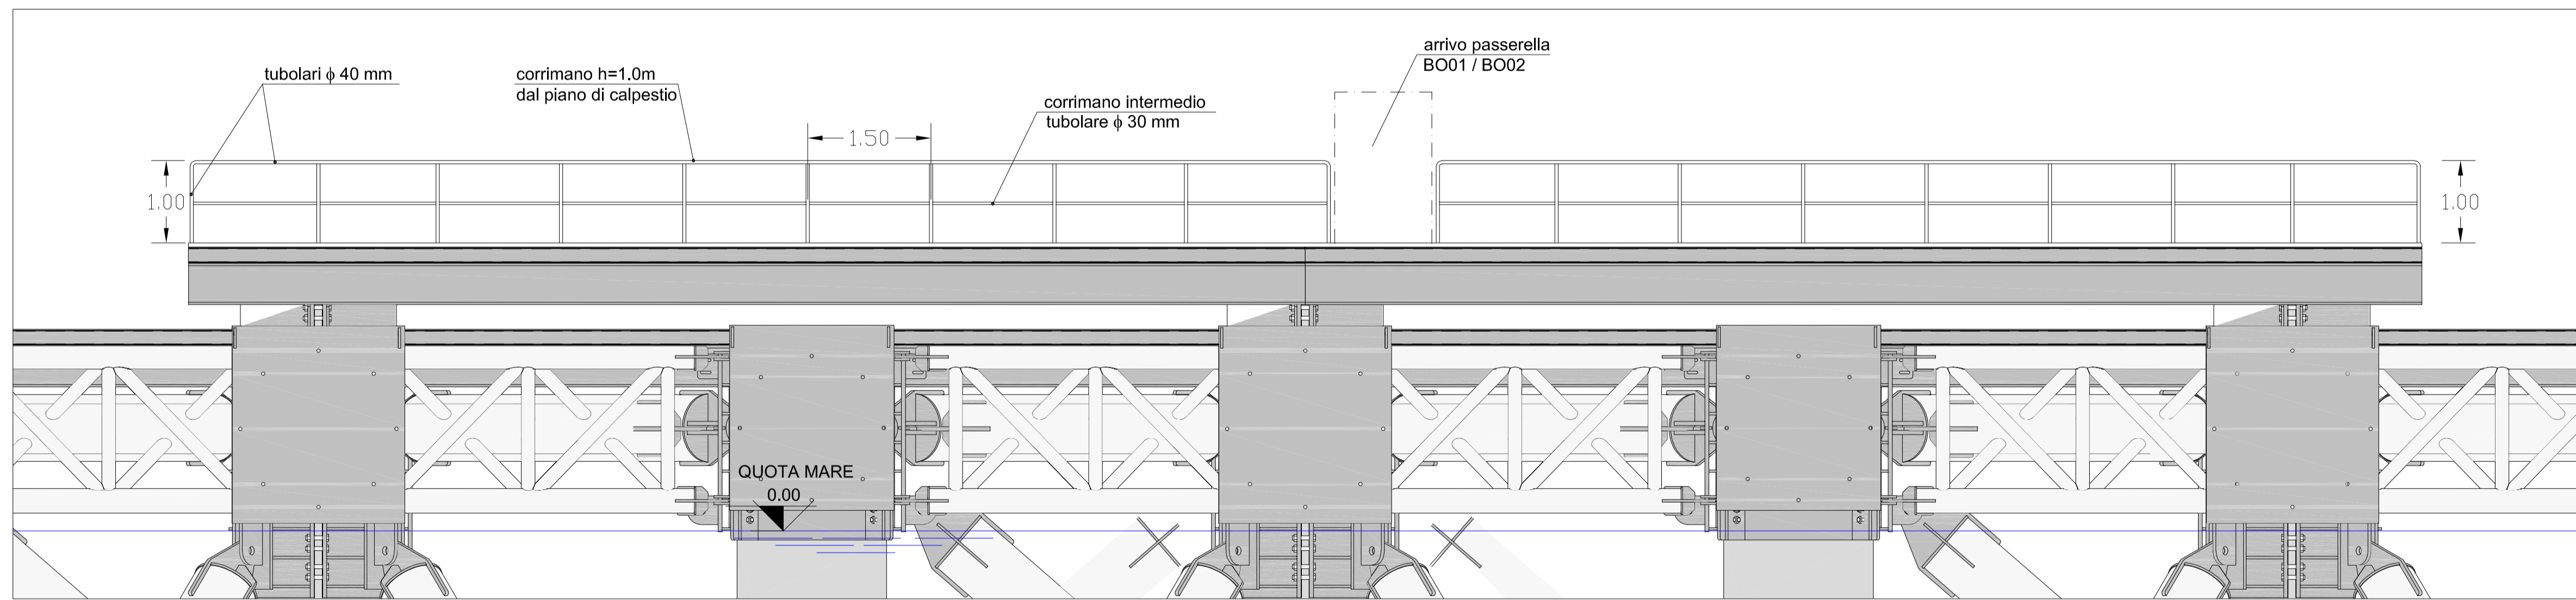 arrivo passerella
BO01 / BO02
tubolari ϕ 40 mm
corrimano h=1.0m
dal piano di calpestio
corrimano intermedio
tubolare ϕ 30 mm
1.50
1.00
1.00
QUOTA MARE
0.00